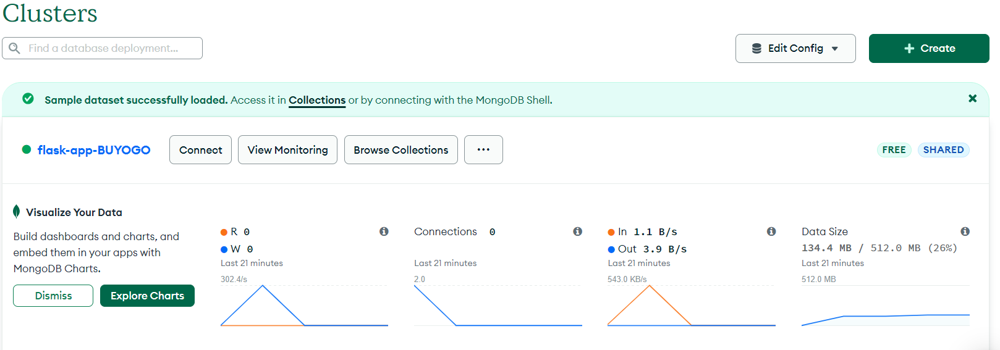 Clusters
Find a database deployment...
Edit Config
+ Create
Sample dataset successfully loaded. Access it in Collections or by connecting with the MongoDB Shell.
flask-app-BUYOGO
Connect
View Monitoring
Browse Collections
...
FREE
SHARED
Visualize Your Data
Build dashboards and charts, and
embed them in your apps with
MongoDB Charts.
Dismiss
Explore Charts
R 0
W 0
Last 21 minutes
302.4/s
Connections 0
Last 21 minutes
2.0
In 1.1 B/s
Out 3.9 B/s
Last 21 minutes
543.0 KB/s
Data Size
134.4 MB / 512.0 MB (26%)
Last 21 minutes
512.0 MB